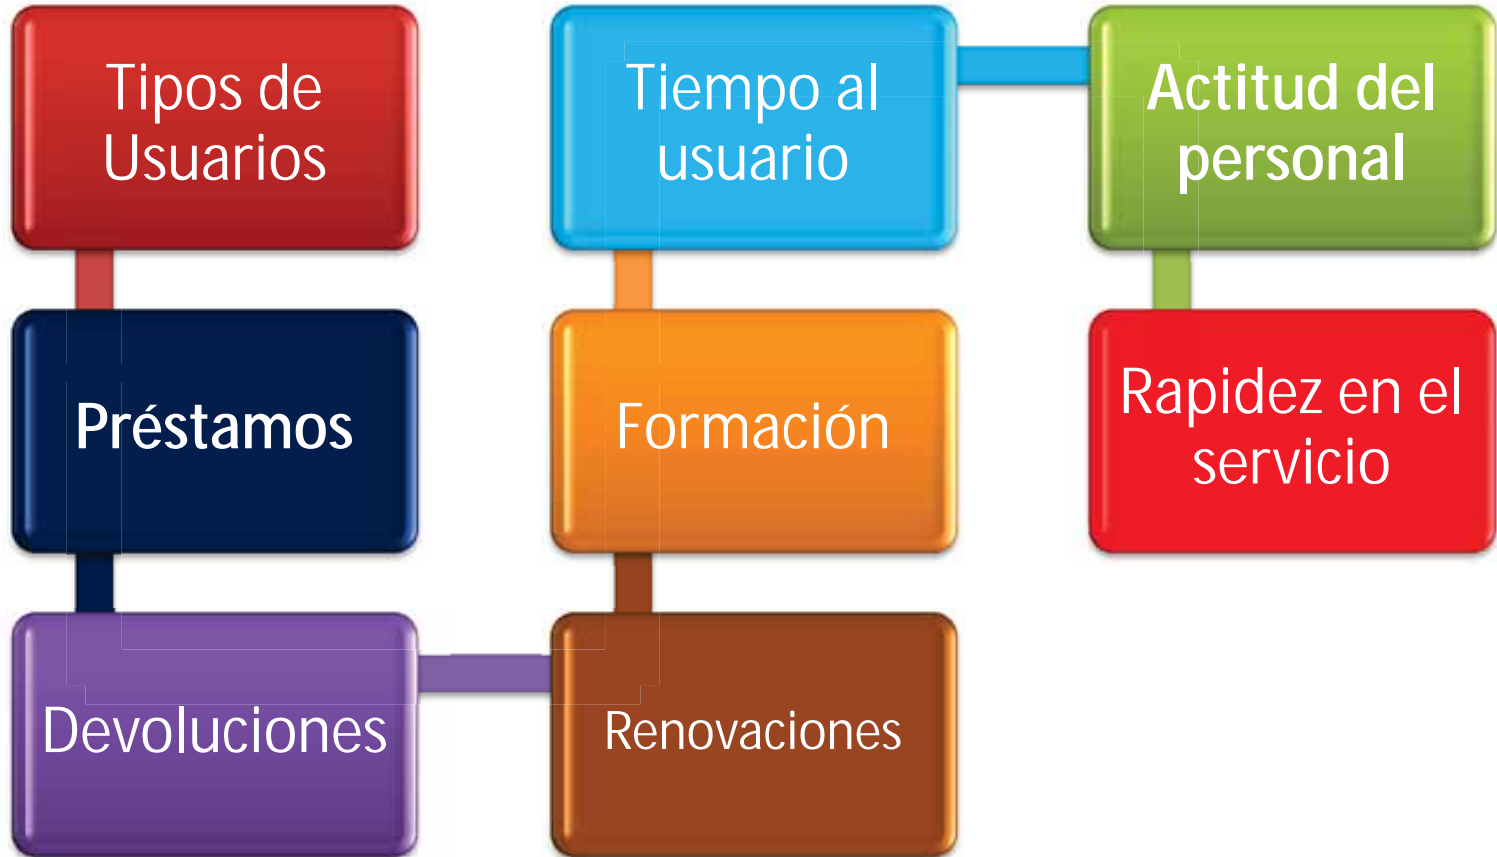 Tipos de
Usuarios
Préstamos
Devoluciones
Renovaciones
Formación
Tiempo al
usuario
Actitud del
personal
Rapidez en el
servicio